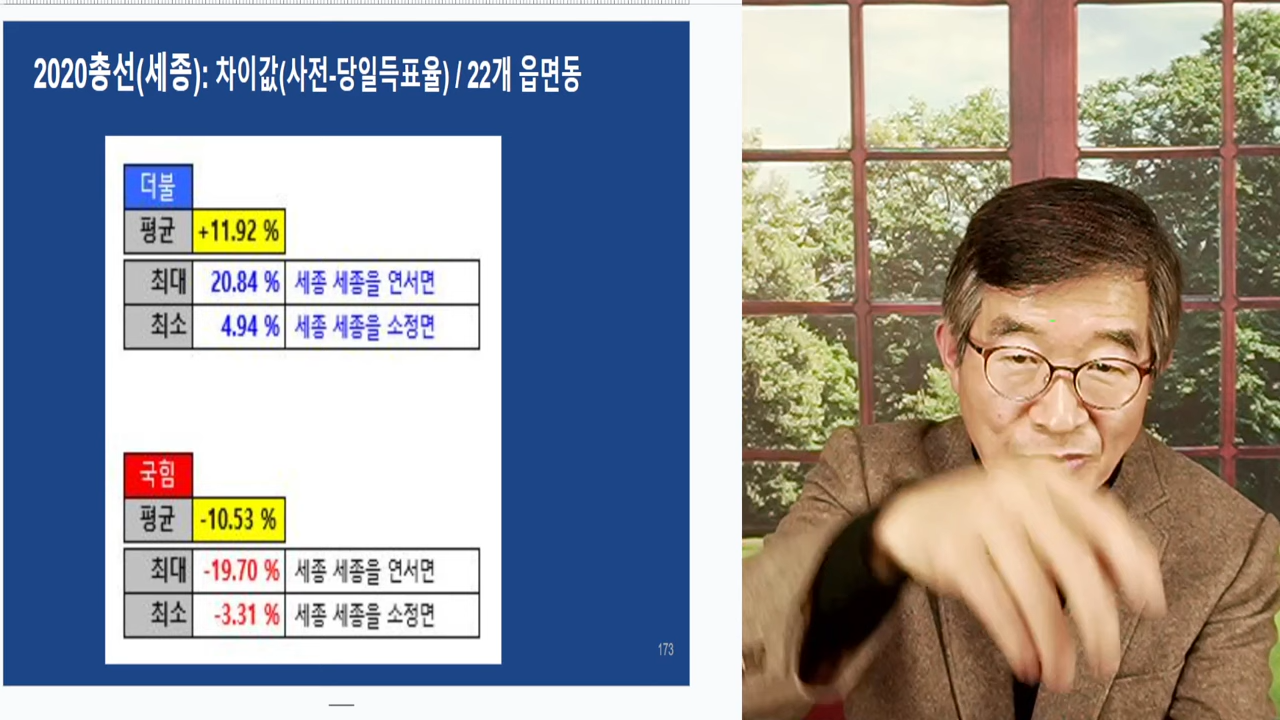 2020총선(세종): 차이값(사전-당일득표율) / 22개 읍면동
더불
평균 +11.92 %
최대 20.84 % 세종 세종을 연서면
최소 4.94 % 세종 세종을 소정면
국힘
평균 -10.53 %
최대 -19.70 % 세종 세종을 연서면
최소 -3.31 % 세종 세종을 소정면
173